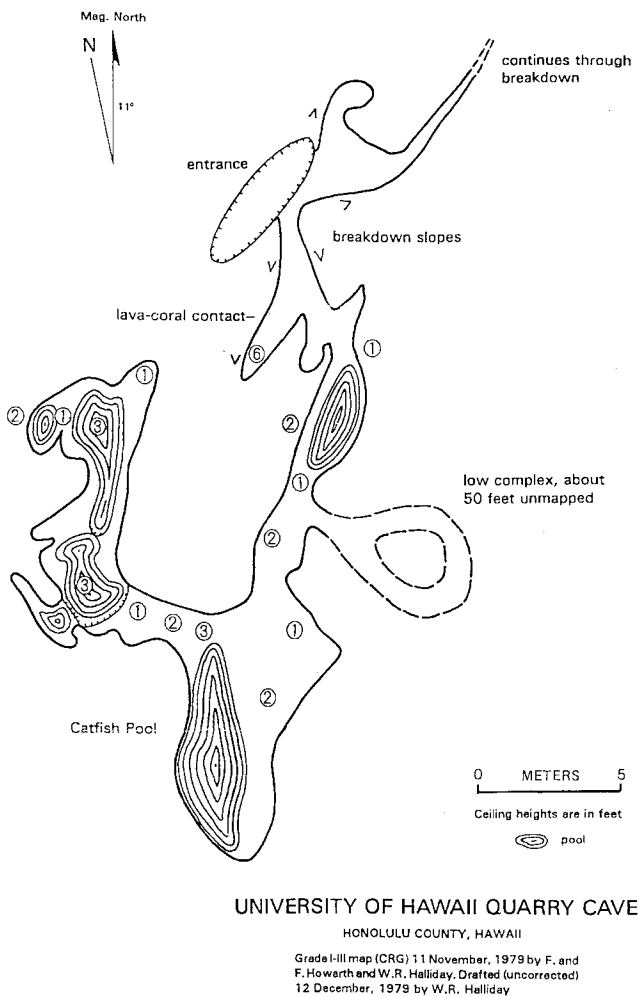 Mag. North
N
11°
continues through
breakdown
entrance
breakdown slopes
lava-coral contact
⑥
①
①
②
①
③
②
①
low complex, about
50 feet unmapped
②
③
①
②
③
①
②
Catfish Pool
0 METERS 5
Ceiling heights are in feet
pool
UNIVERSITY OF HAWAII QUARRY CAVE
HONOLULU COUNTY, HAWAII
Grade I-III map (CRG) 11 November, 1979 by F. and
F. Howarth and W.R. Halliday. Drafted (uncorrected)
12 December, 1979 by W.R. Halliday